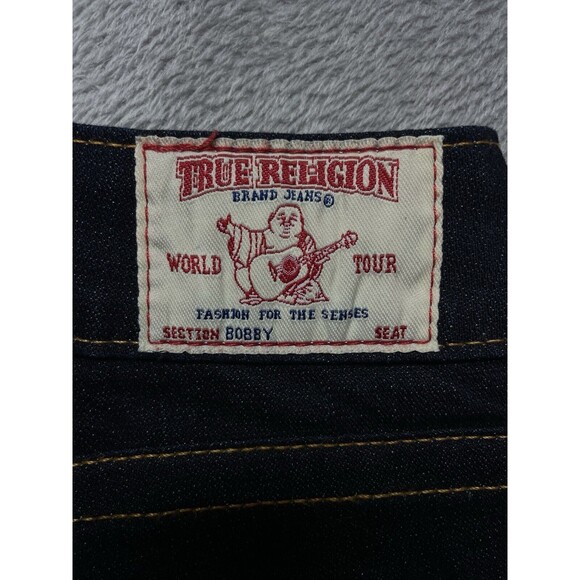 TRUE RELIGION
BRAND JEANS®
WORLD TOUR
FASHION FOR THE SENSES
SECTION BOBBY SEAT